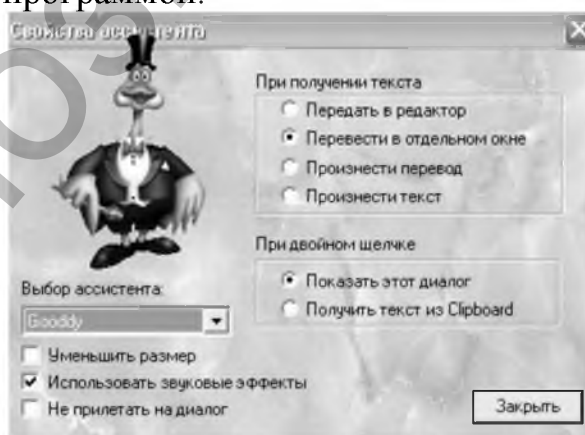 программой.
Свойства ассистента
При получении текста
Передать в редактор
Перевести в отдельном окне
Произнести перевод
Произнести текст
При двойном щелчке
Показать этот диалог
Получить текст из Clipboard
Выбор ассистента:
Gooddy
Уменьшить размер
Использовать звуковые эффекты
Не прилетать на диалог
Закрыть